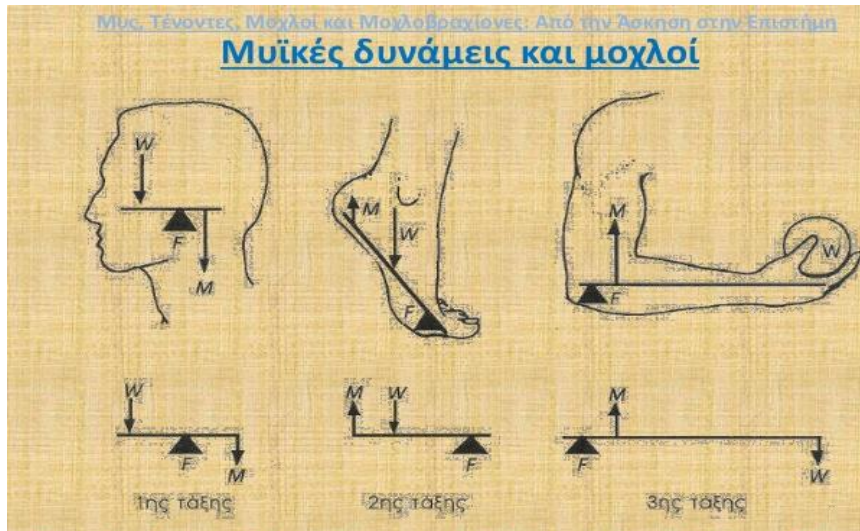 Μυς, Τένοντες, Μοχλοί και Μοχλοβραχίονες: Από την Άσκηση στην Επιστήμη
Μυϊκές δυνάμεις και μοχλοί
W
F
M
M
W
F
M
F
W
W
F
M
M
W
F
M
F
W
1ης τάξης
2ης τάξης
3ης τάξης